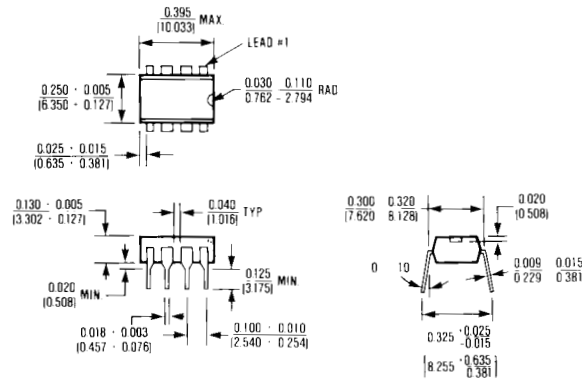 0.395
(10 033)
MAX.
LEAD #1
0.250 · 0.005
(6.350 · 0.127)
0.030 - 0.110
0.762 - 2.794
RAD
0.025 · 0.015
(0.635 · 0.381)
0.130 · 0.005
(3.302 · 0.127)
0.040
(1.016)
TYP
0.020
(0.508)
MIN
0.125
(3.175)
MIN
0.018 · 0.003
(0.457 · 0.076)
0.100 · 0.010
(2.540 · 0.254)
0.300 0.320
(7.620 8.128)
0.020
(0.508)
0 10
0.009 0.015
0.229 0.381
0.325 +0.025
-0.015
8.255 +0.635
0.381